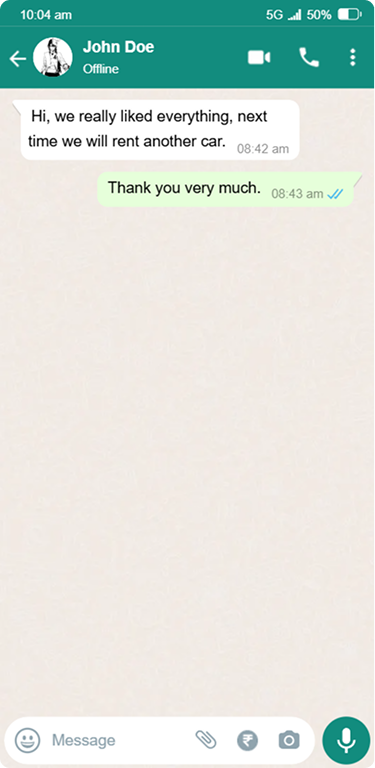 10:04 am 5G 50%
John Doe
Offline
Hi, we really liked everything, next
time we will rent another car. 08:42 am
Thank you very much. 08:43 am
Message